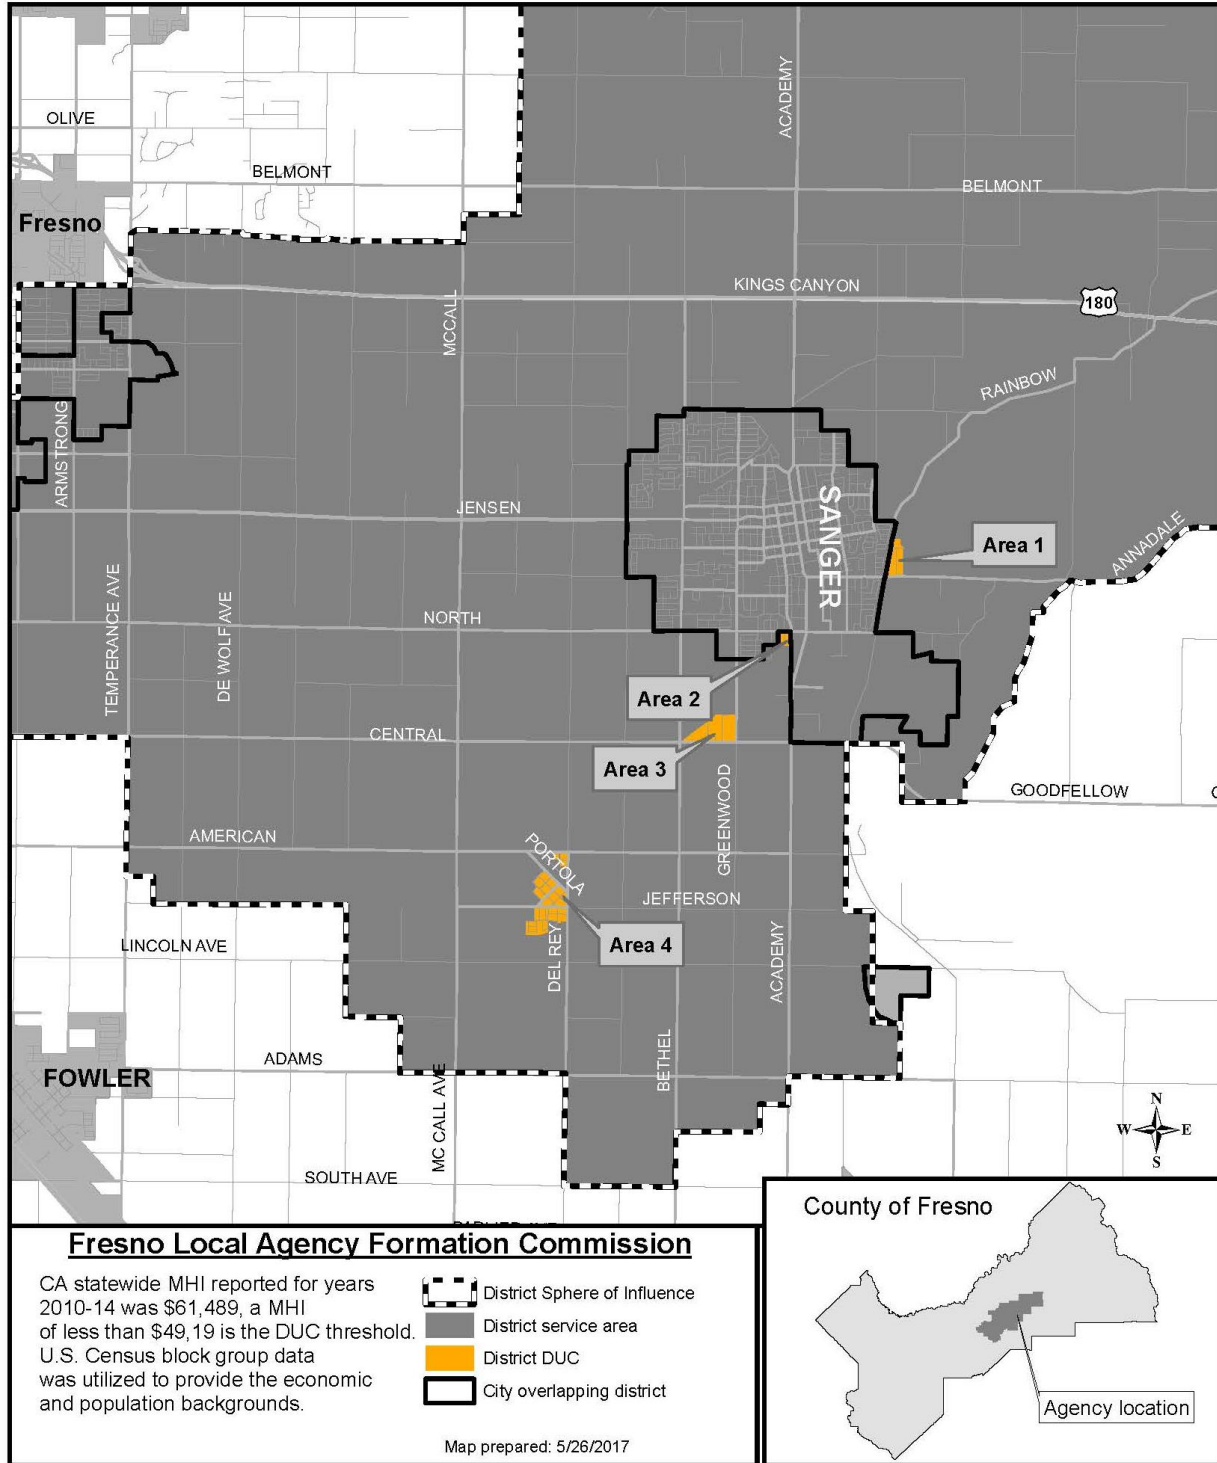 OLIVE
ACADEMY
BELMONT
BELMONT
Fresno
KINGS CANYON
180
MCCALL
RAINBOW
ARMSTRONG
SANGER
JENSEN
Area 1
ANNADALE
TEMPERANCE AVE
DE WOLF AVE
NORTH
Area 2
CENTRAL
Area 3
GREENWOOD
GOODFELLOW
AMERICAN
PORTOLA
JEFFERSON
LINCOLN AVE
DEL REY
Area 4
ACADEMY
ADAMS
FOWLER
MC CALL AVE
BETHEL
SOUTH AVE
N
W E
S
Fresno Local Agency Formation Commission
CA statewide MHI reported for years
2010-14 was $61,489, a MHI
of less than $49,19 is the DUC threshold.
U.S. Census block group data
was utilized to provide the economic
and population backgrounds.
District Sphere of Influence
District service area
District DUC
City overlapping district
Map prepared: 5/26/2017
County of Fresno
Agency location